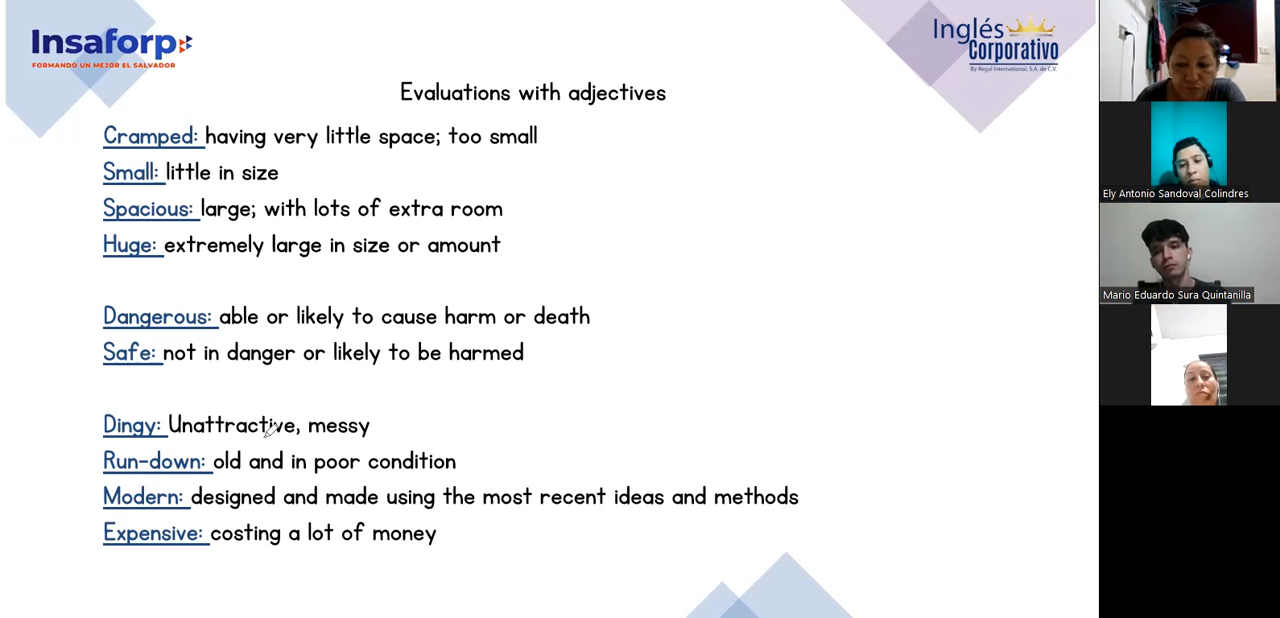 Insaforp
FORMANDO UN MEJOR EL SALVADOR
Inglés
Corporativo
By Regal International, S.A. de C.V.
Evaluations with adjectives
Cramped: having very little space; too small
Small: little in size
Spacious: large; with lots of extra room
Huge: extremely large in size or amount
Dangerous: able or likely to cause harm or death
Safe: not in danger or likely to be harmed
Dingy: Unattractive, messy
Run-down: old and in poor condition
Modern: designed and made using the most recent ideas and methods
Expensive: costing a lot of money
Ely Antonio Sandoval Colindres
Mario Eduardo Sura Quintanilla